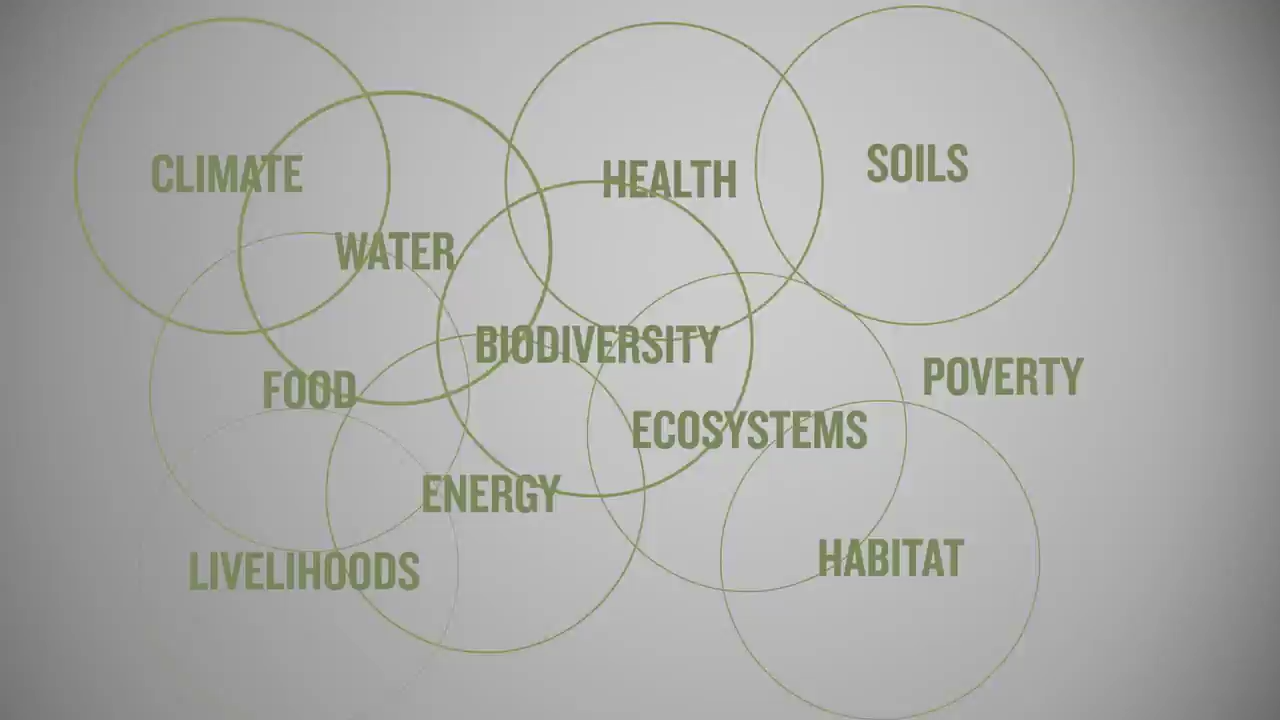 CLIMATE
HEALTH
SOILS
WATER
BIODIVERSITY
FOOD
POVERTY
ECOSYSTEMS
ENERGY
LIVELIHOODS
HABITAT